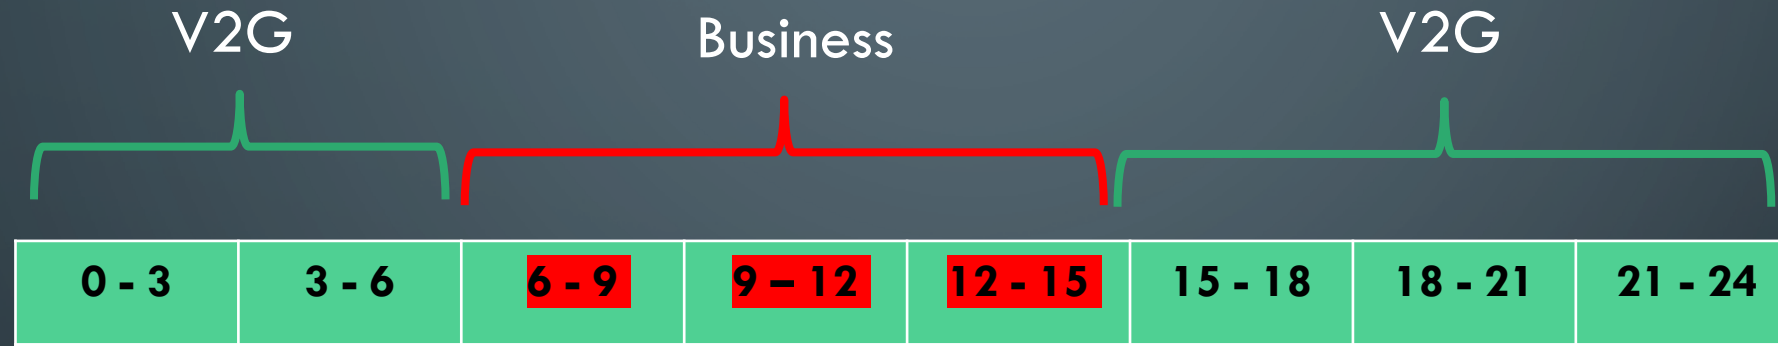 V2G Business V2G
0 - 3 3 - 6 6 - 9 9 – 12 12 - 15 15 - 18 18 - 21 21 - 24